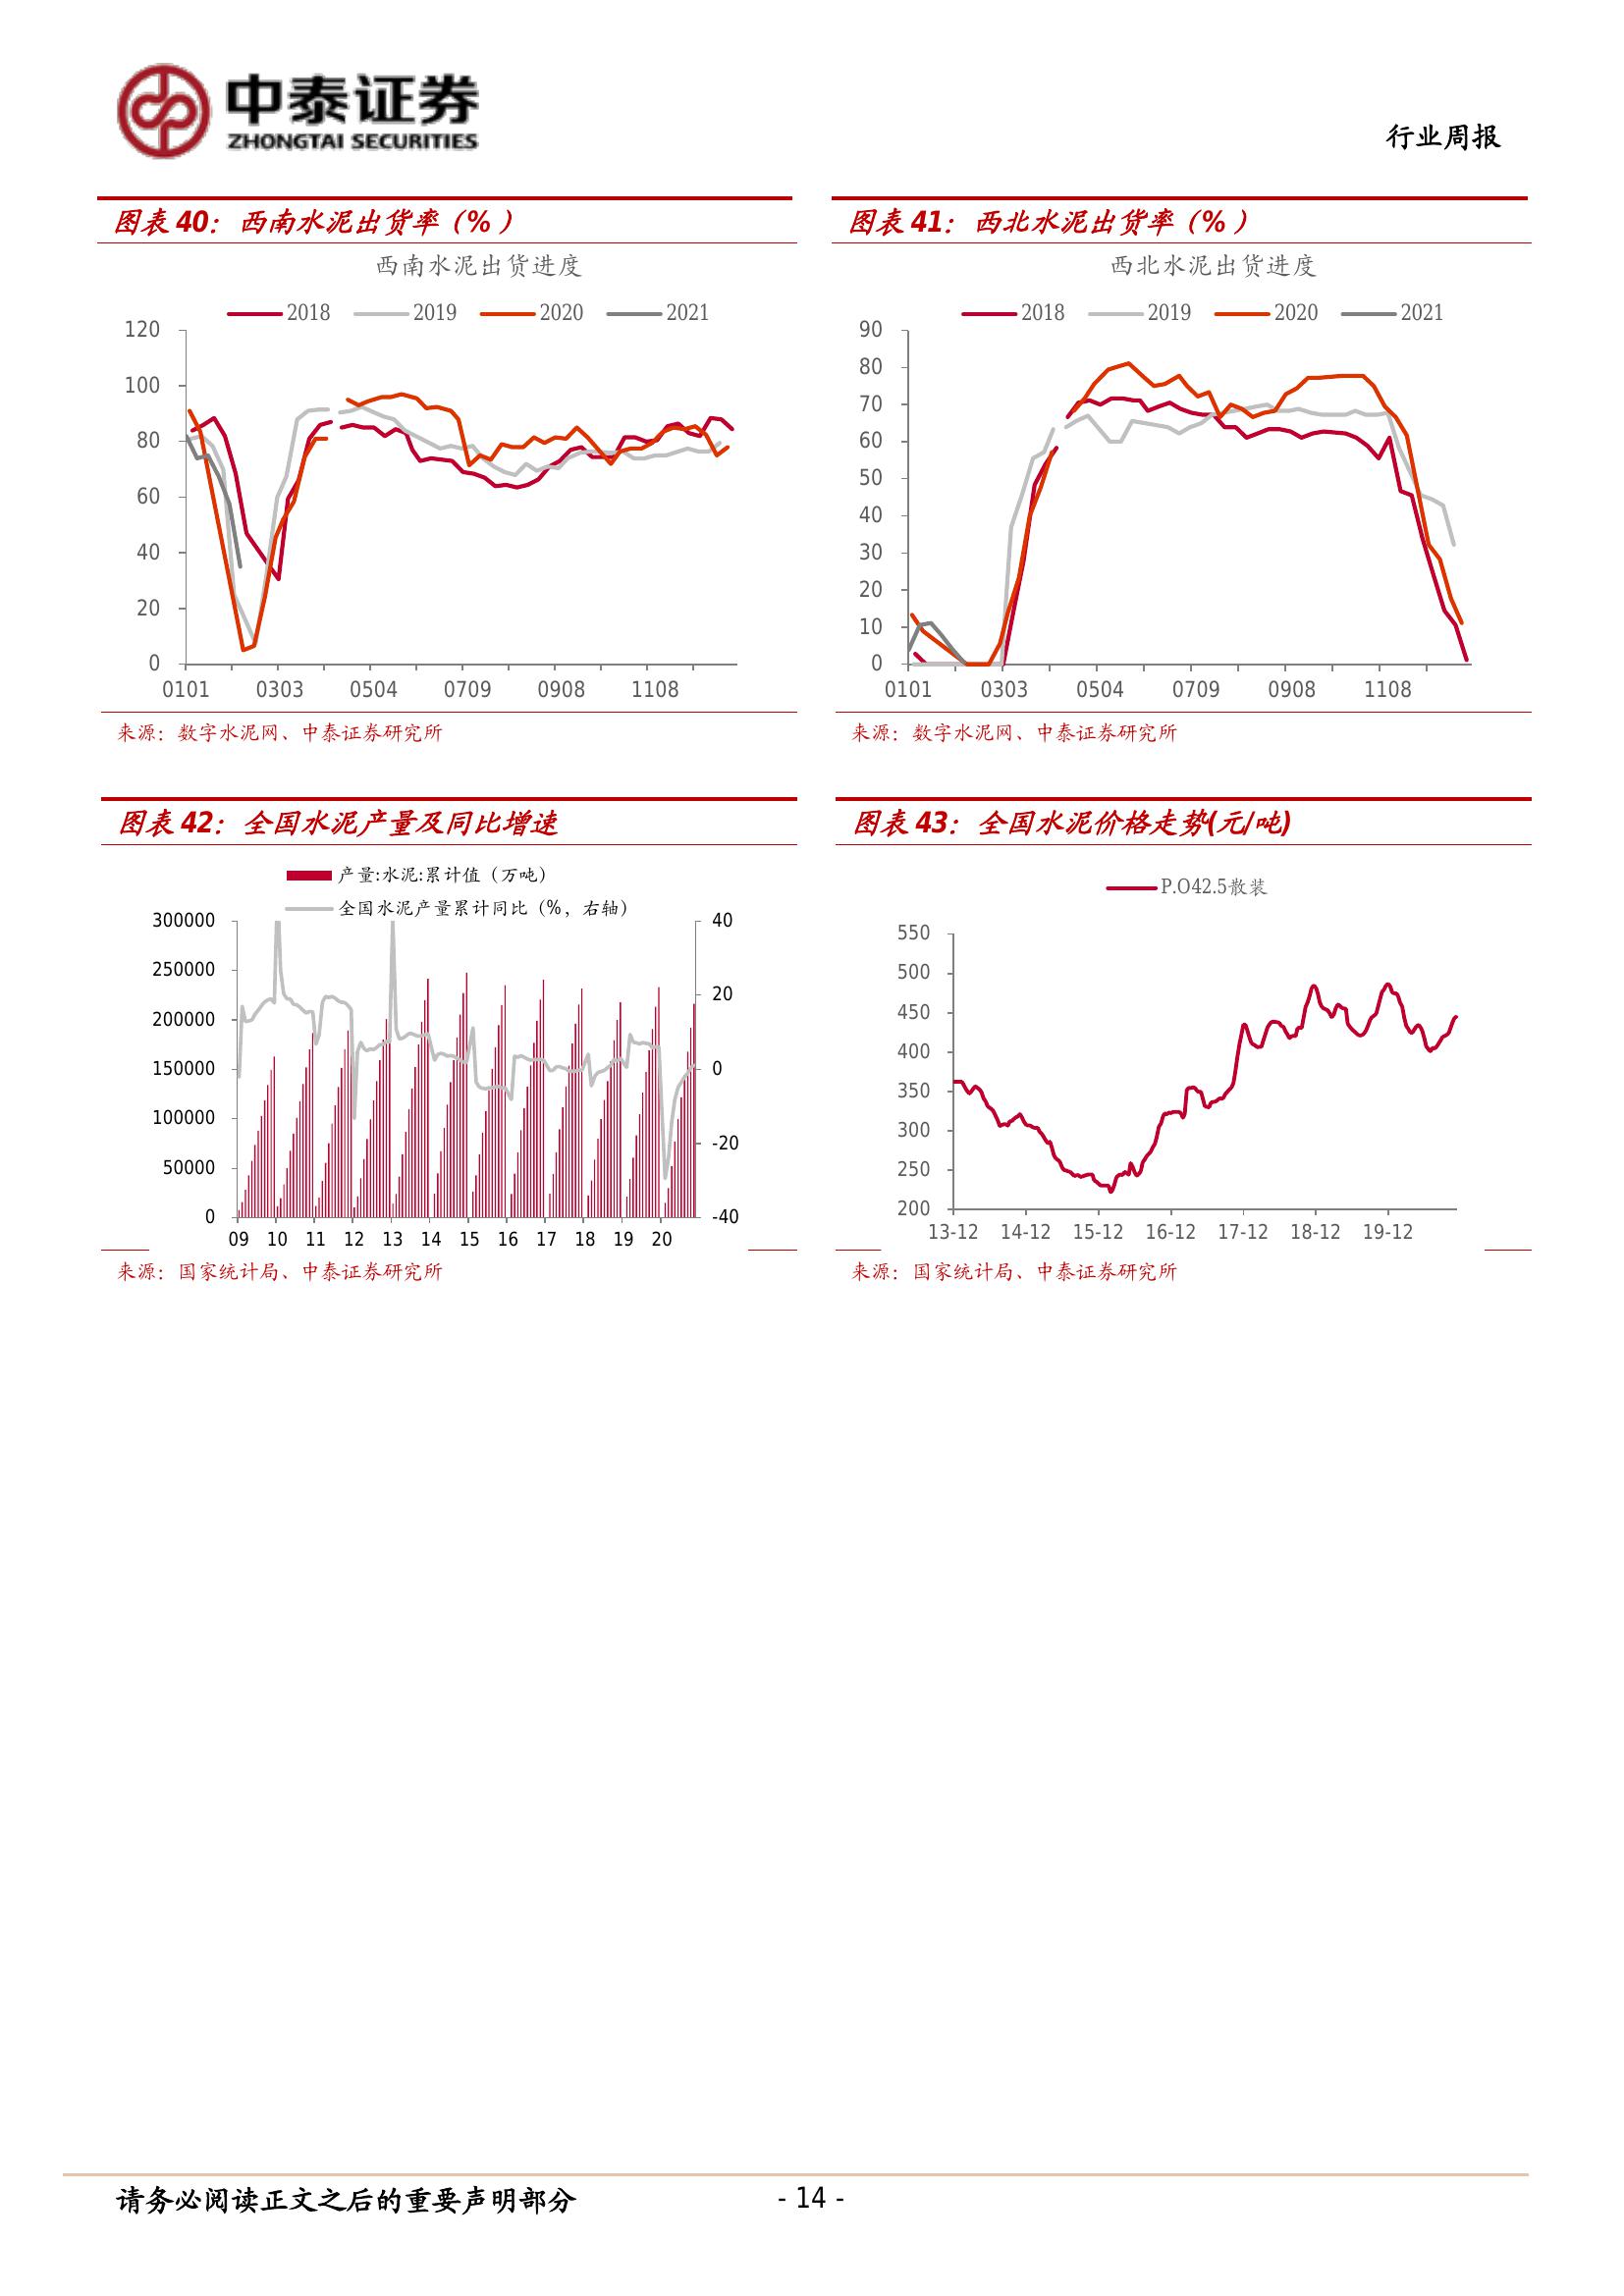 中泰证券
ZHONGTAI SECURITIES
行业周报
图表 40：西南水泥出货率（%）
西南水泥出货进度
2018 2019 2020 2021
120
100
80
60
40
20
0
0101 0303 0504 0709 0908 1108
来源：数字水泥网、中泰证券研究所
图表 41：西北水泥出货率（%）
西北水泥出货进度
2018 2019 2020 2021
90
80
70
60
50
40
30
20
10
0
0101 0303 0504 0709 0908 1108
来源：数字水泥网、中泰证券研究所
图表 42：全国水泥产量及同比增速
产量:水泥:累计值（万吨）
全国水泥产量累计同比（%，右轴）
300000 40
250000
20
200000
150000 0
100000
-20
50000
0 -40
09 10 11 12 13 14 15 16 17 18 19 20
来源：国家统计局、中泰证券研究所
图表 43：全国水泥价格走势(元/吨)
P.O42.5散装
550
500
450
400
350
300
250
200
13-12 14-12 15-12 16-12 17-12 18-12 19-12
来源：国家统计局、中泰证券研究所
请务必阅读正文之后的重要声明部分
- 14 -